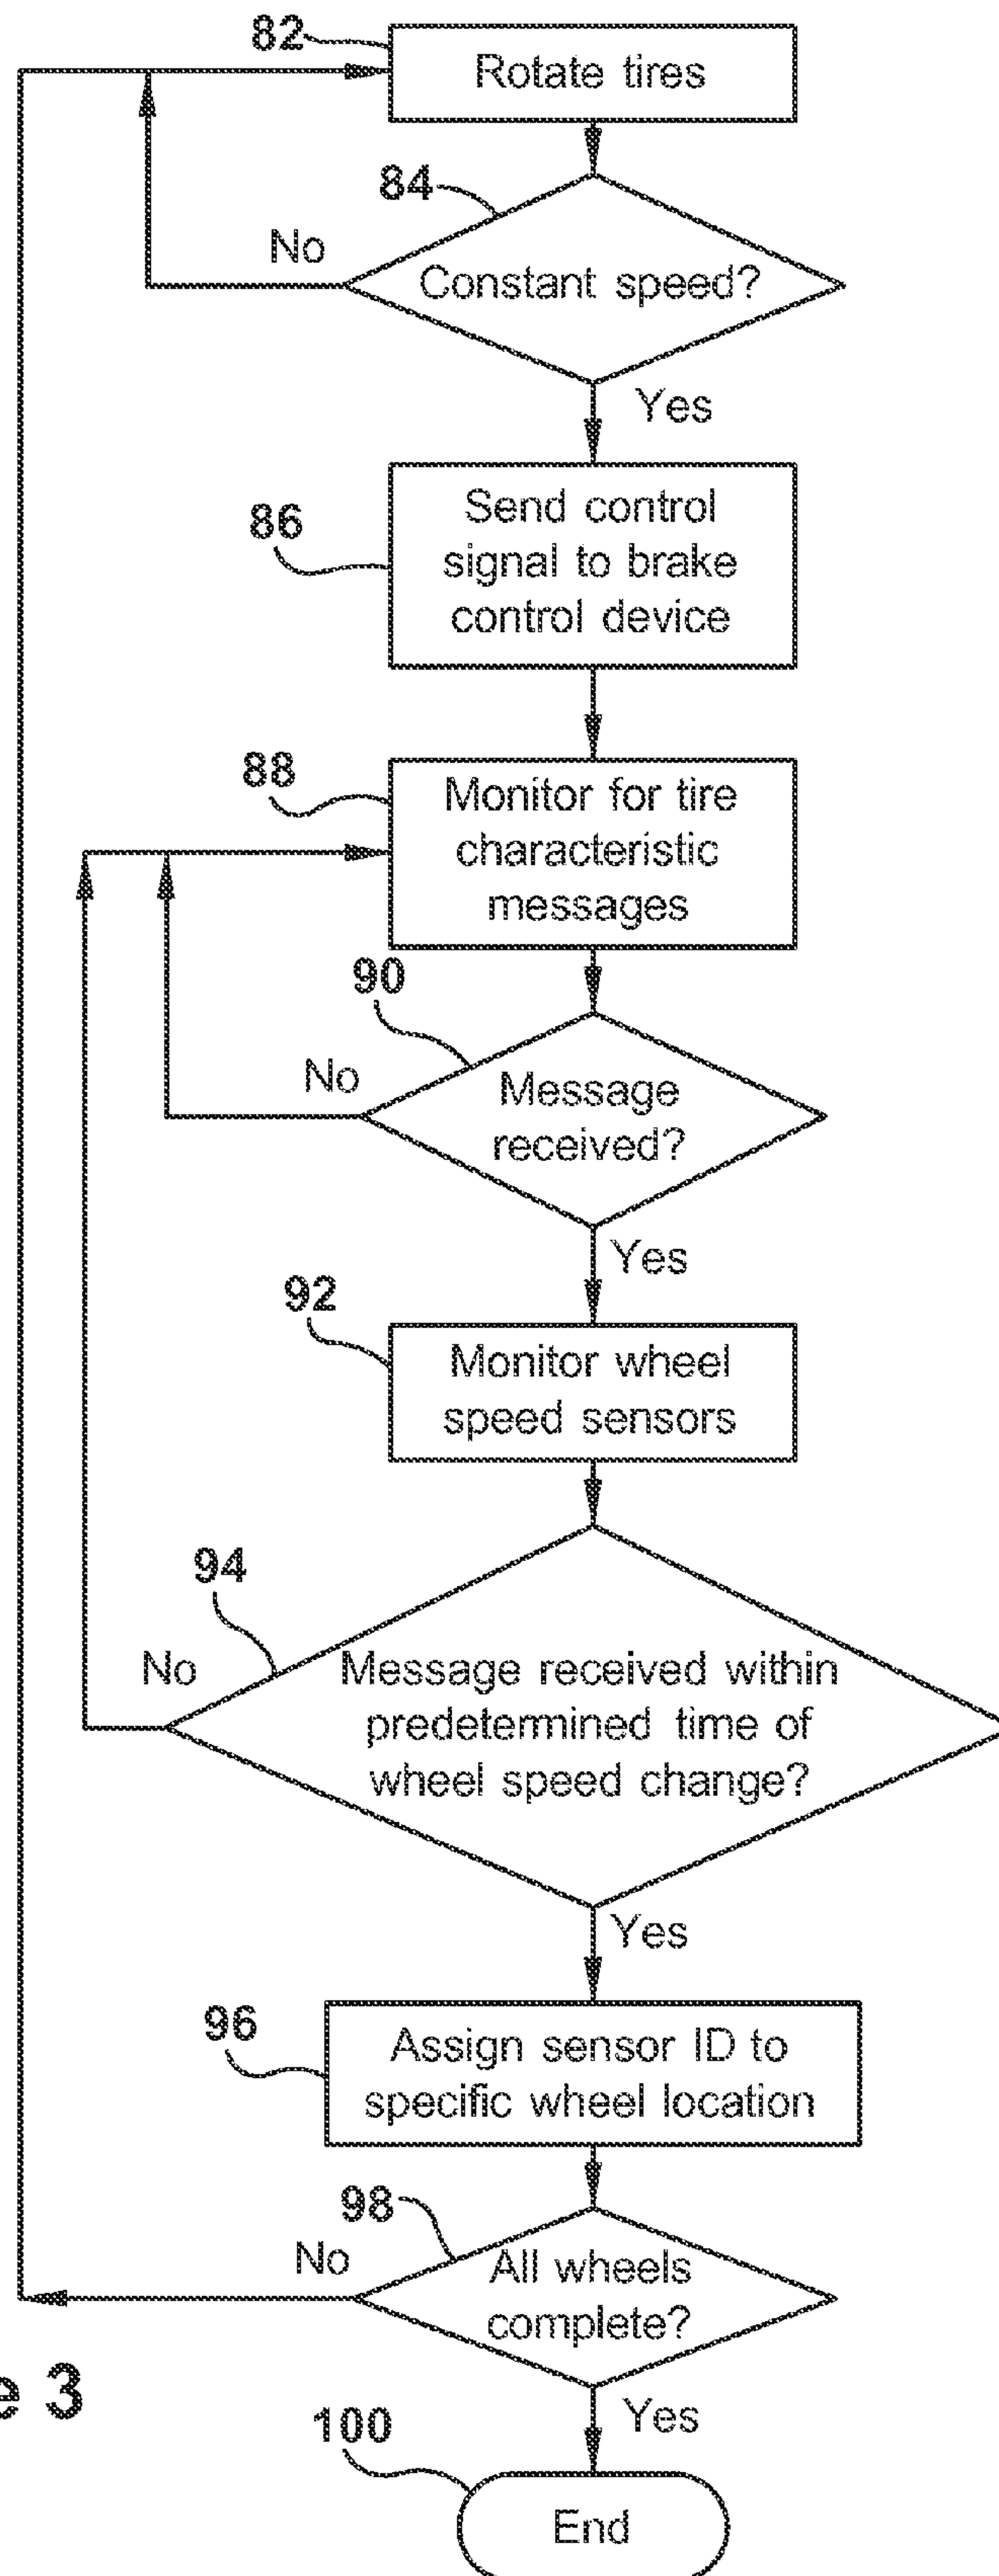 82
Rotate tires
84
No
Constant speed?
Yes
86
Send control
signal to brake
control device
88
Monitor for tire
characteristic
messages
90
No
Message
received?
Yes
92
Monitor wheel
speed sensors
94
No
Message received within
predetermined time of
wheel speed change?
Yes
96
Assign sensor ID to
specific wheel location
98
No
All wheels
complete?
e 3
Yes
100
End